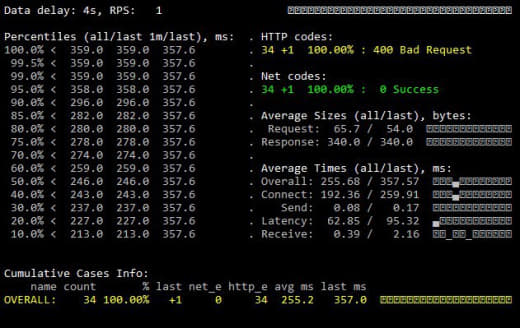 Data delay: 4s, RPS: 1
Percentiles (all/last 1m/last), ms: . HTTP codes:
100.0% < 359.0 359.0 357.6 . 34 +1 100.00% : 400 Bad Request
99.5% < 359.0 359.0 357.6 .
99.0% < 359.0 359.0 357.6 . Net codes:
95.0% < 358.0 358.0 357.6 . 34 +1 100.00% : 0 Success
90.0% < 296.0 296.0 357.6 .
85.0% < 282.0 282.0 357.6 . Average Sizes (all/last), bytes:
80.0% < 280.0 280.0 357.6 . Request: 65.7 / 54.0
75.0% < 278.0 278.0 357.6 . Response: 340.0 / 340.0
70.0% < 274.0 274.0 357.6 .
60.0% < 259.0 259.0 357.6 . Average Times (all/last), ms:
50.0% < 246.0 246.0 357.6 . Overall: 255.68 / 357.57
40.0% < 243.0 243.0 357.6 . Connect: 192.36 / 259.91
30.0% < 237.0 237.0 357.6 . Send: 0.08 / 0.17
20.0% < 227.0 227.0 357.6 . Latency: 62.85 / 95.32
10.0% < 213.0 213.0 357.6 . Receive: 0.39 / 2.16
Cumulative Cases Info:
name count % last net_e http_e avg ms last ms
OVERALL: 34 100.00% +1 0 34 255.2 357.0